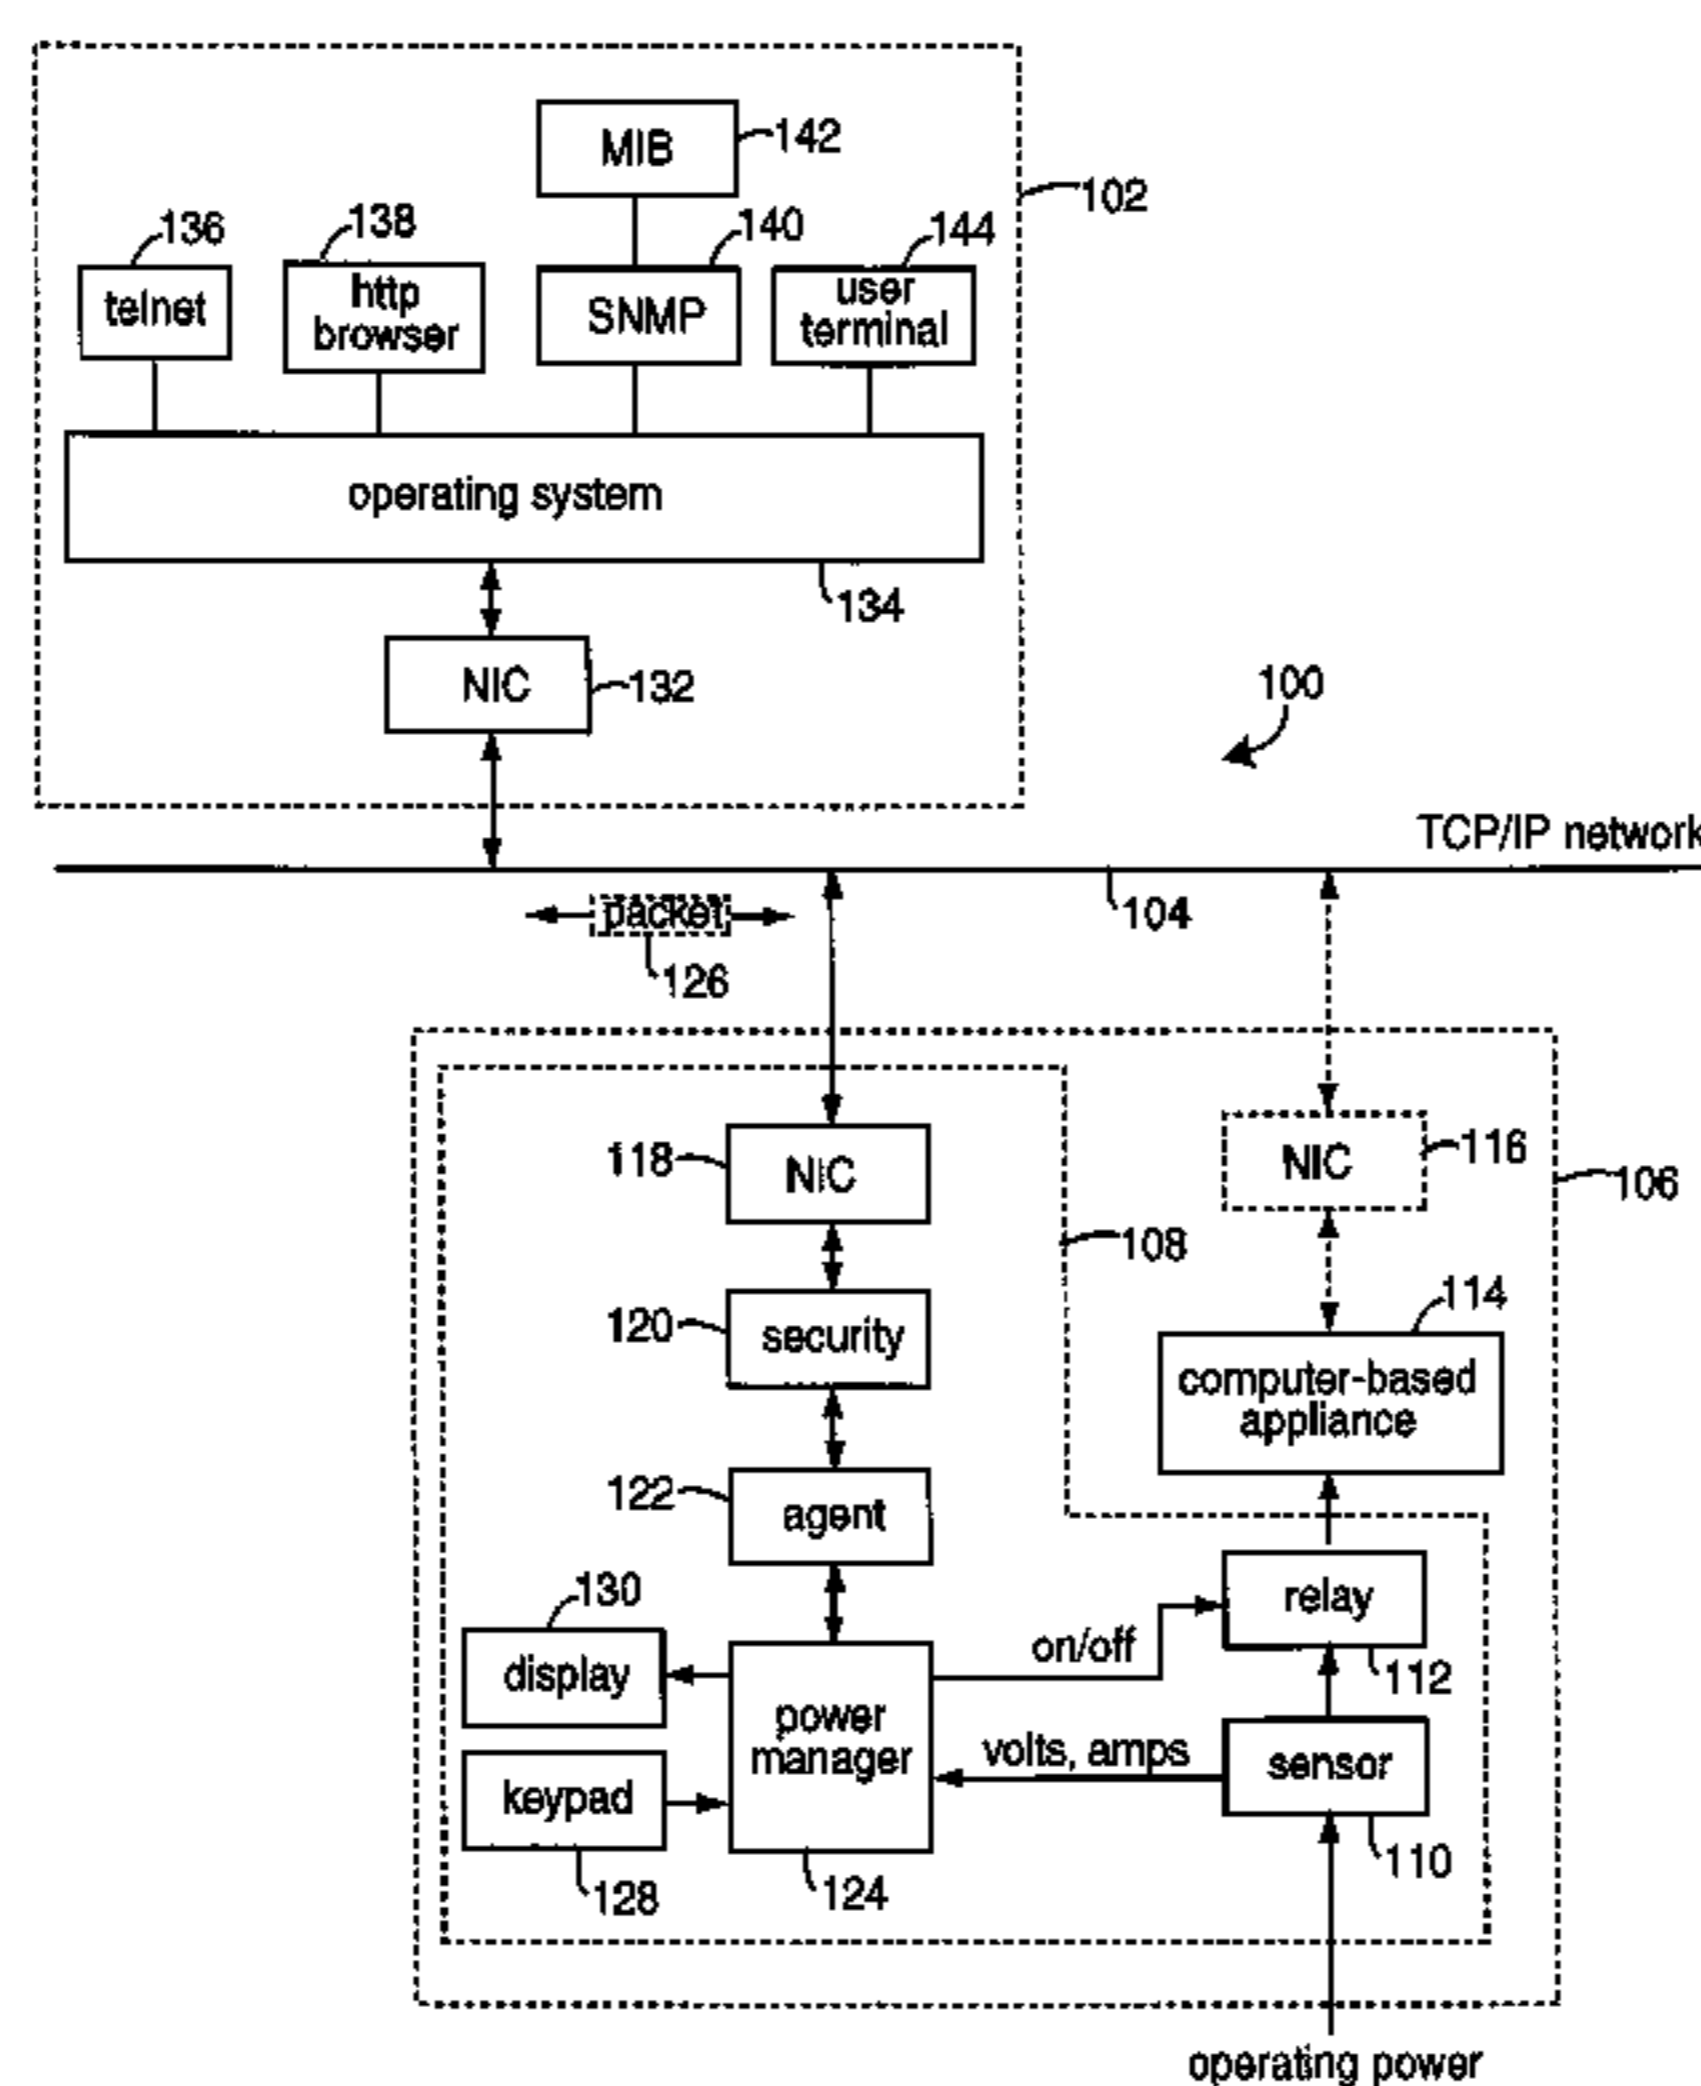 MIB
142
102
136
138
140
144
telnet
http
browser
SNMP
user
terminal
operating system
134
NIC
132
100
TCP/IP network
packet
104
126
118
NIC
NIC
116
106
108
120
security
114
computer-based
appliance
122
agent
130
relay
display
on/off
112
power
manager
volts, amps
sensor
keypad
110
128
124
operating power